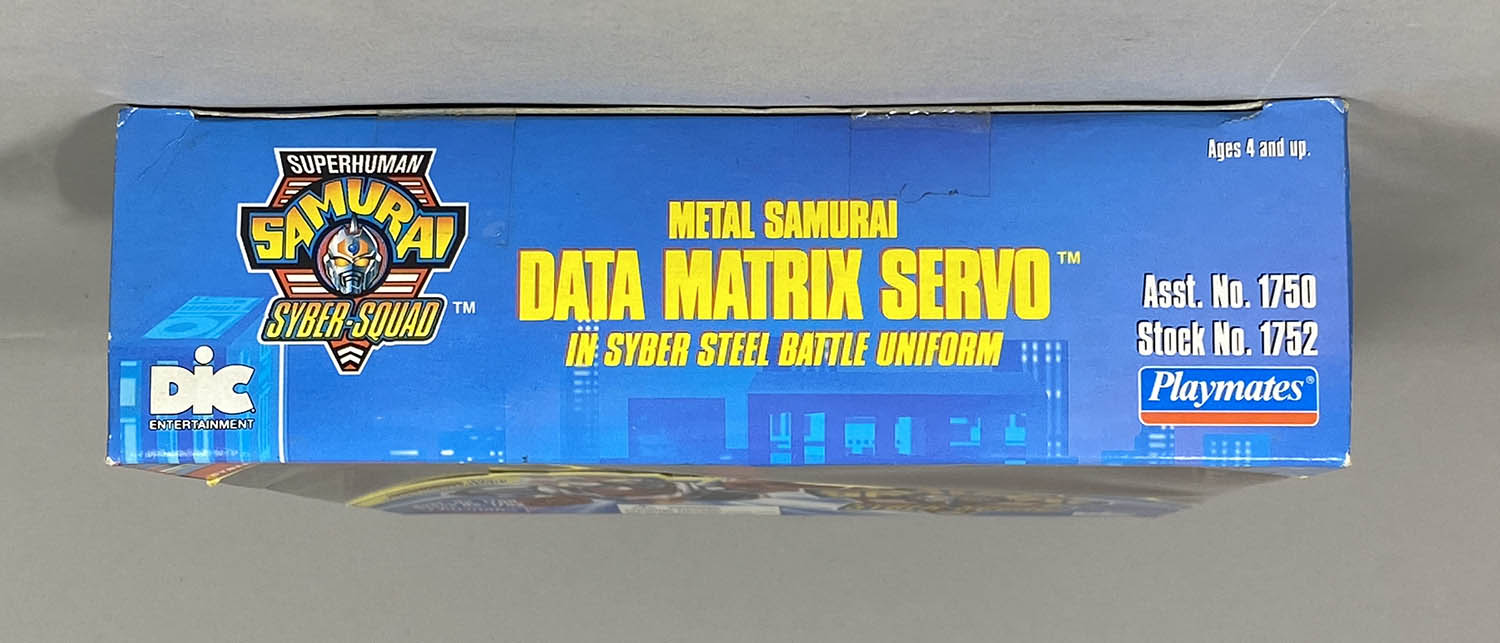 SUPERHUMAN
SAMURAI
SYBER-SQUAD ™
DIC
ENTERTAINMENT
METAL SAMURAI
DATA MATRIX SERVO™
IN SYBER STEEL BATTLE UNIFORM
Ages 4 and up.
Asst. No. 1750
Stock No. 1752
Playmates®